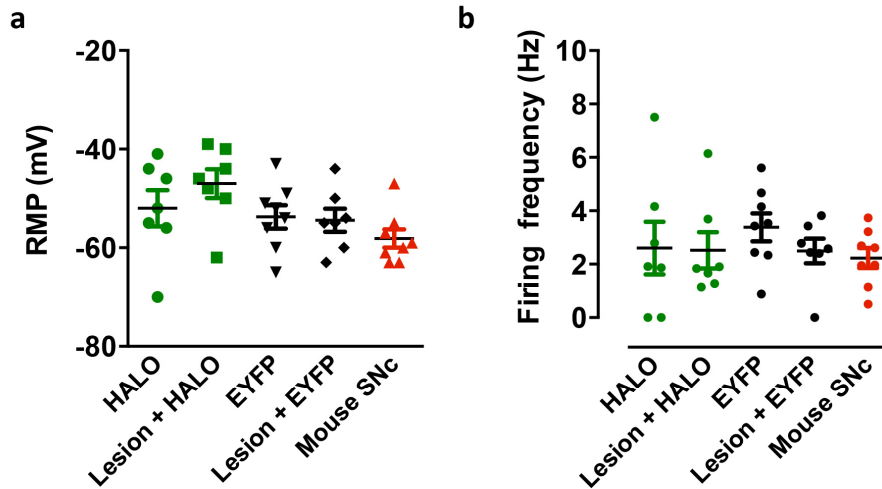 a
RMP (mV)
-20
-40
-60
-80
HALO
Lesion + HALO
EYFP
Lesion + EYFP
Mouse SNc
b
Firing frequency (Hz)
10
8
6
4
2
0
HALO
Lesion + HALO
EYFP
Lesion + EYFP
Mouse SNc